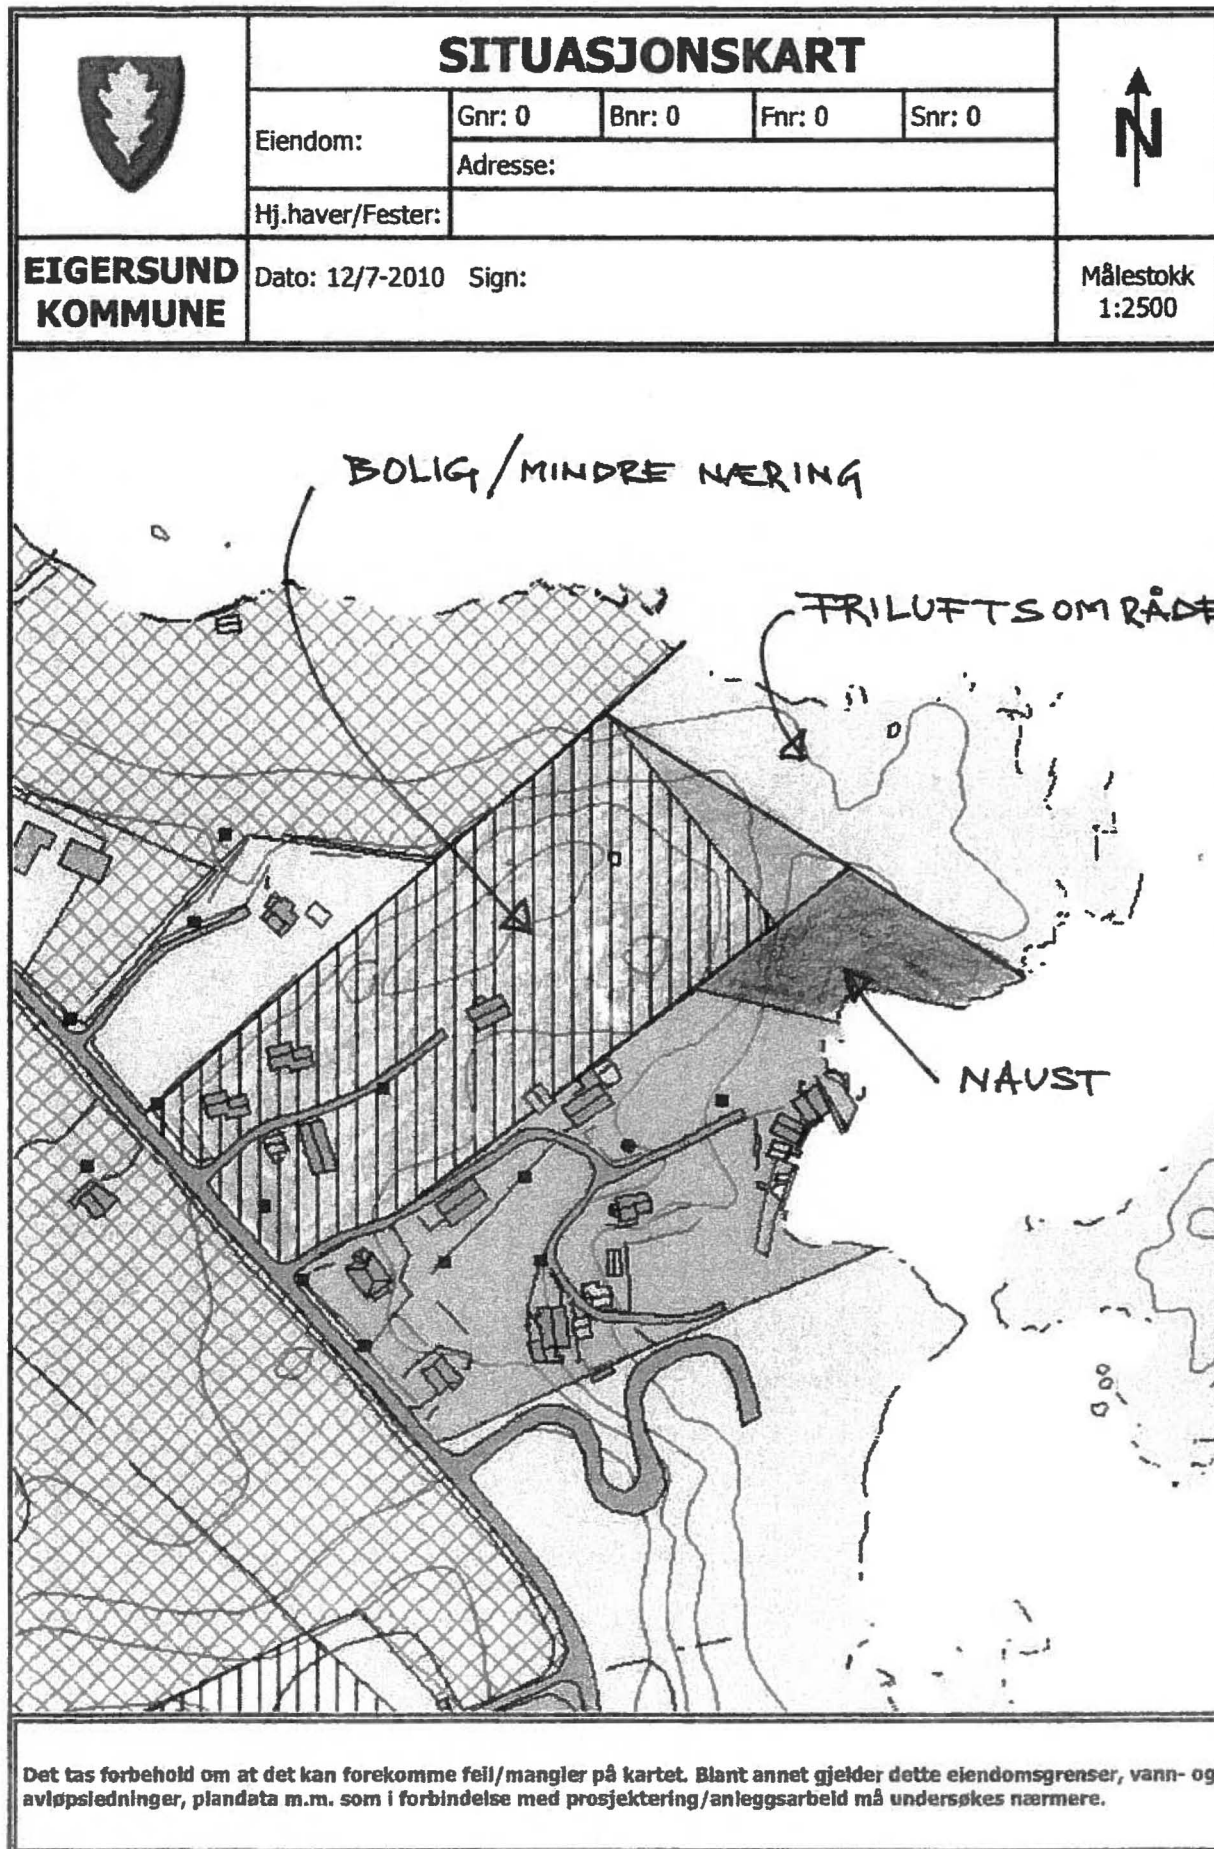 SITUASJONSKART
Eiendom:
Gnr: 0 Bnr: 0 Fnr: 0 Snr: 0
Adresse:
Hj.haver/Fester:
N
EIGERSUND
KOMMUNE
Dato: 12/7-2010 Sign:
Målestokk
1:2500
BOLIG/MINDRE NÆRING
FRILUFTSOMRÅDE
NAUST
Det tas forbehold om at det kan forekomme feil/mangler på kartet. Blant annet gjelder dette eiendomsgrenser, vann- og
avløpsledninger, plandata m.m. som i forbindelse med prosjektering/anleggsarbeid må undersøkes nærmere.